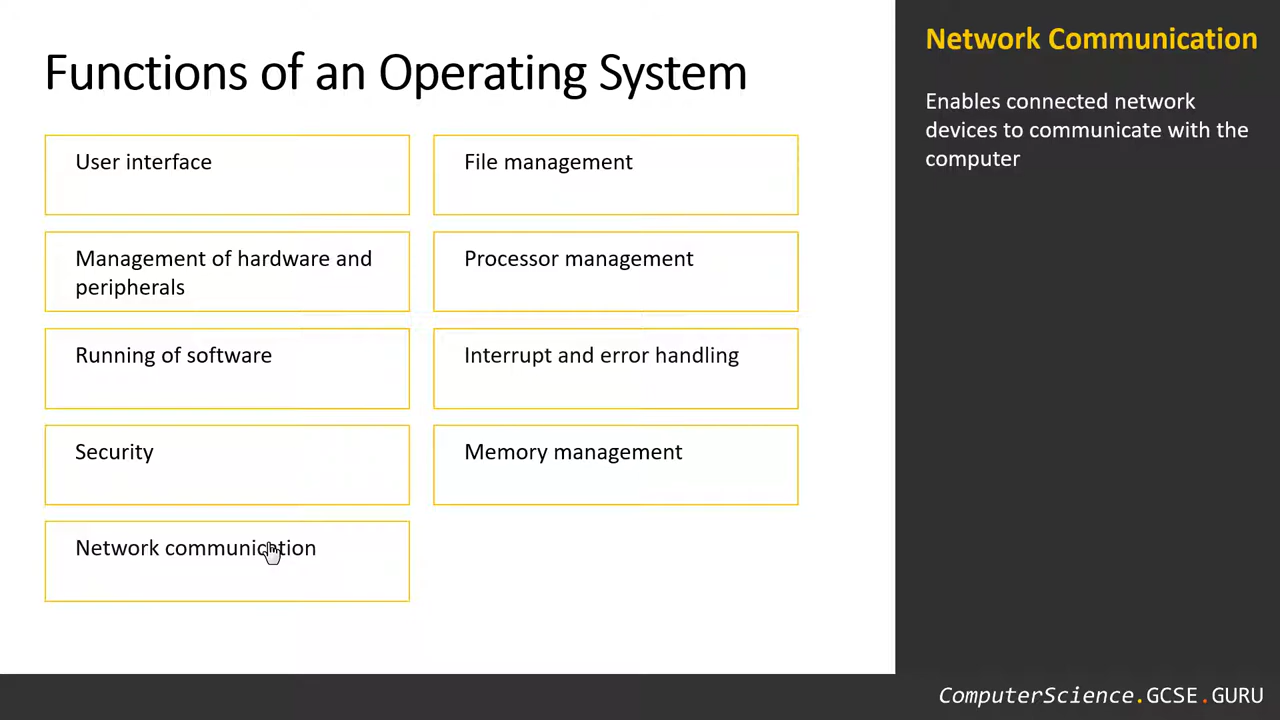 Functions of an Operating System
User interface
Management of hardware and
peripherals
Running of software
Security
Network communication
File management
Processor management
Interrupt and error handling
Memory management
Network Communication
Enables connected network
devices to communicate with the
computer
ComputerScience.GCSE.GURU